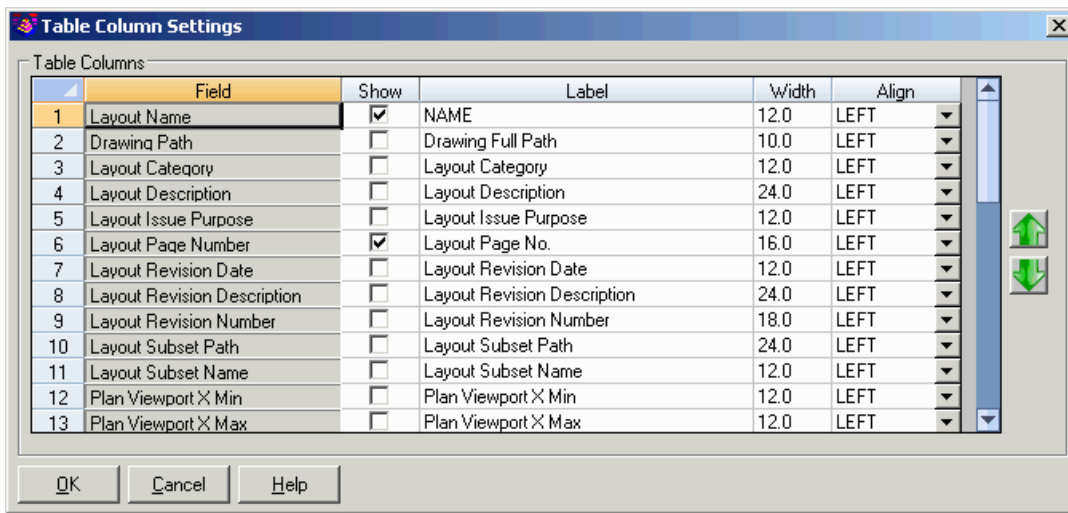 Table Column Settings
Table Columns
Field Show Label Width Align
1 Layout Name NAME 12.0 LEFT
2 Drawing Path Drawing Full Path 10.0 LEFT
3 Layout Category Layout Category 12.0 LEFT
4 Layout Description Layout Description 24.0 LEFT
5 Layout Issue Purpose Layout Issue Purpose 12.0 LEFT
6 Layout Page Number Layout Page No. 16.0 LEFT
7 Layout Revision Date Layout Revision Date 12.0 LEFT
8 Layout Revision Description Layout Revision Description 24.0 LEFT
9 Layout Revision Number Layout Revision Number 18.0 LEFT
10 Layout Subset Path Layout Subset Path 24.0 LEFT
11 Layout Subset Name Layout Subset Name 12.0 LEFT
12 Plan Viewport X Min Plan Viewport X Min 12.0 LEFT
13 Plan Viewport X Max Plan Viewport X Max 12.0 LEFT
OK Cancel Help